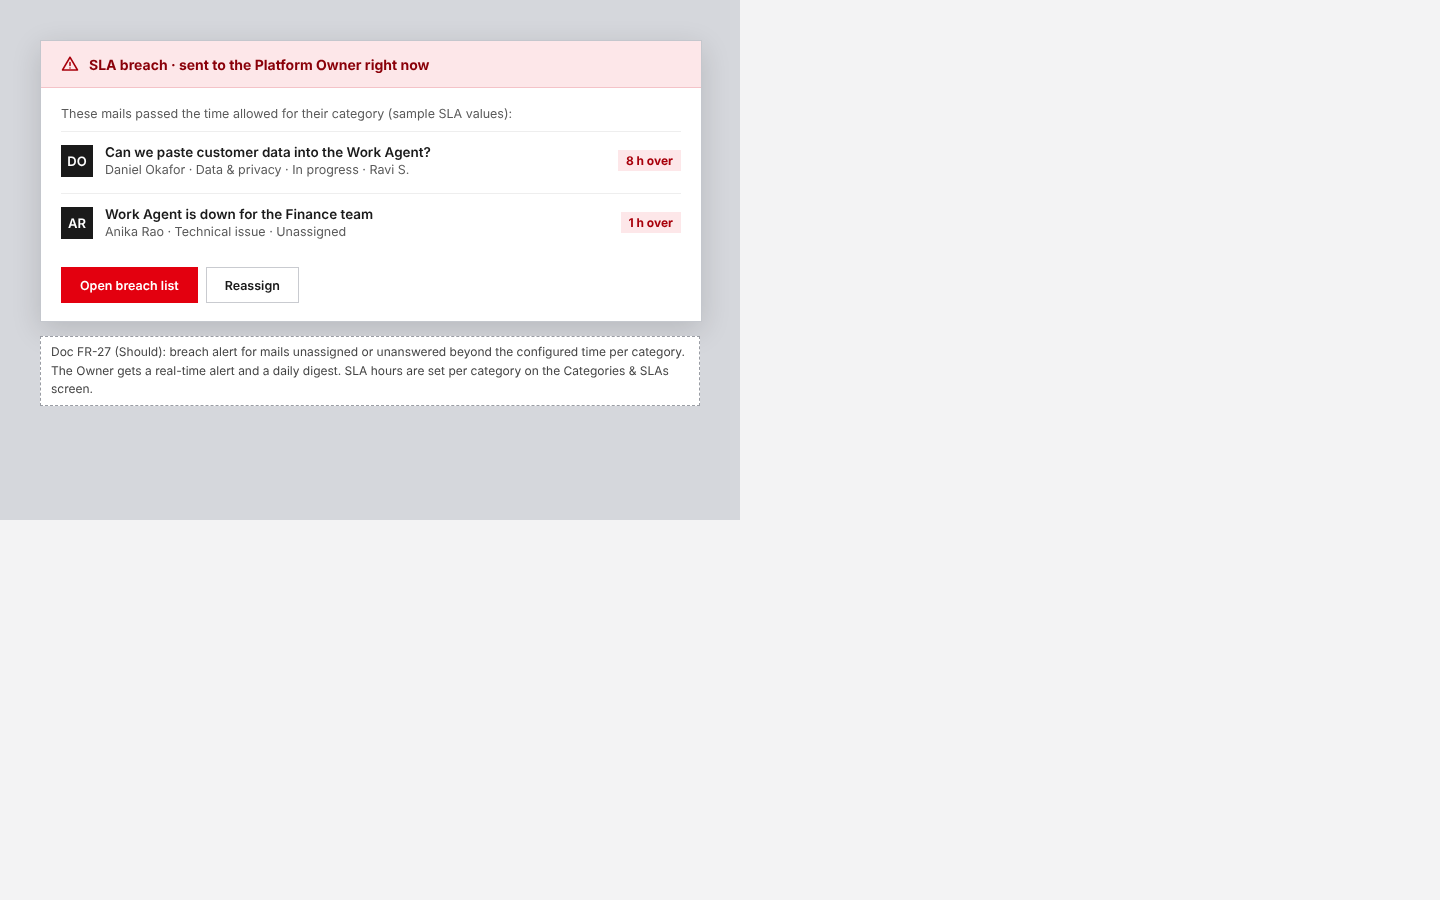 SLA breach · sent to the Platform Owner right now
These mails passed the time allowed for their category (sample SLA values):
DO
Can we paste customer data into the Work Agent?
8 h over
Daniel Okafor · Data & privacy · In progress · Ravi S.
AR
Work Agent is down for the Finance team
1 h over
Anika Rao · Technical issue · Unassigned
Open breach list
Reassign
Doc FR-27 (Should): breach alert for mails unassigned or unanswered beyond the configured time per category.
The Owner gets a real-time alert and a daily digest. SLA hours are set per category on the Categories & SLAs
screen.